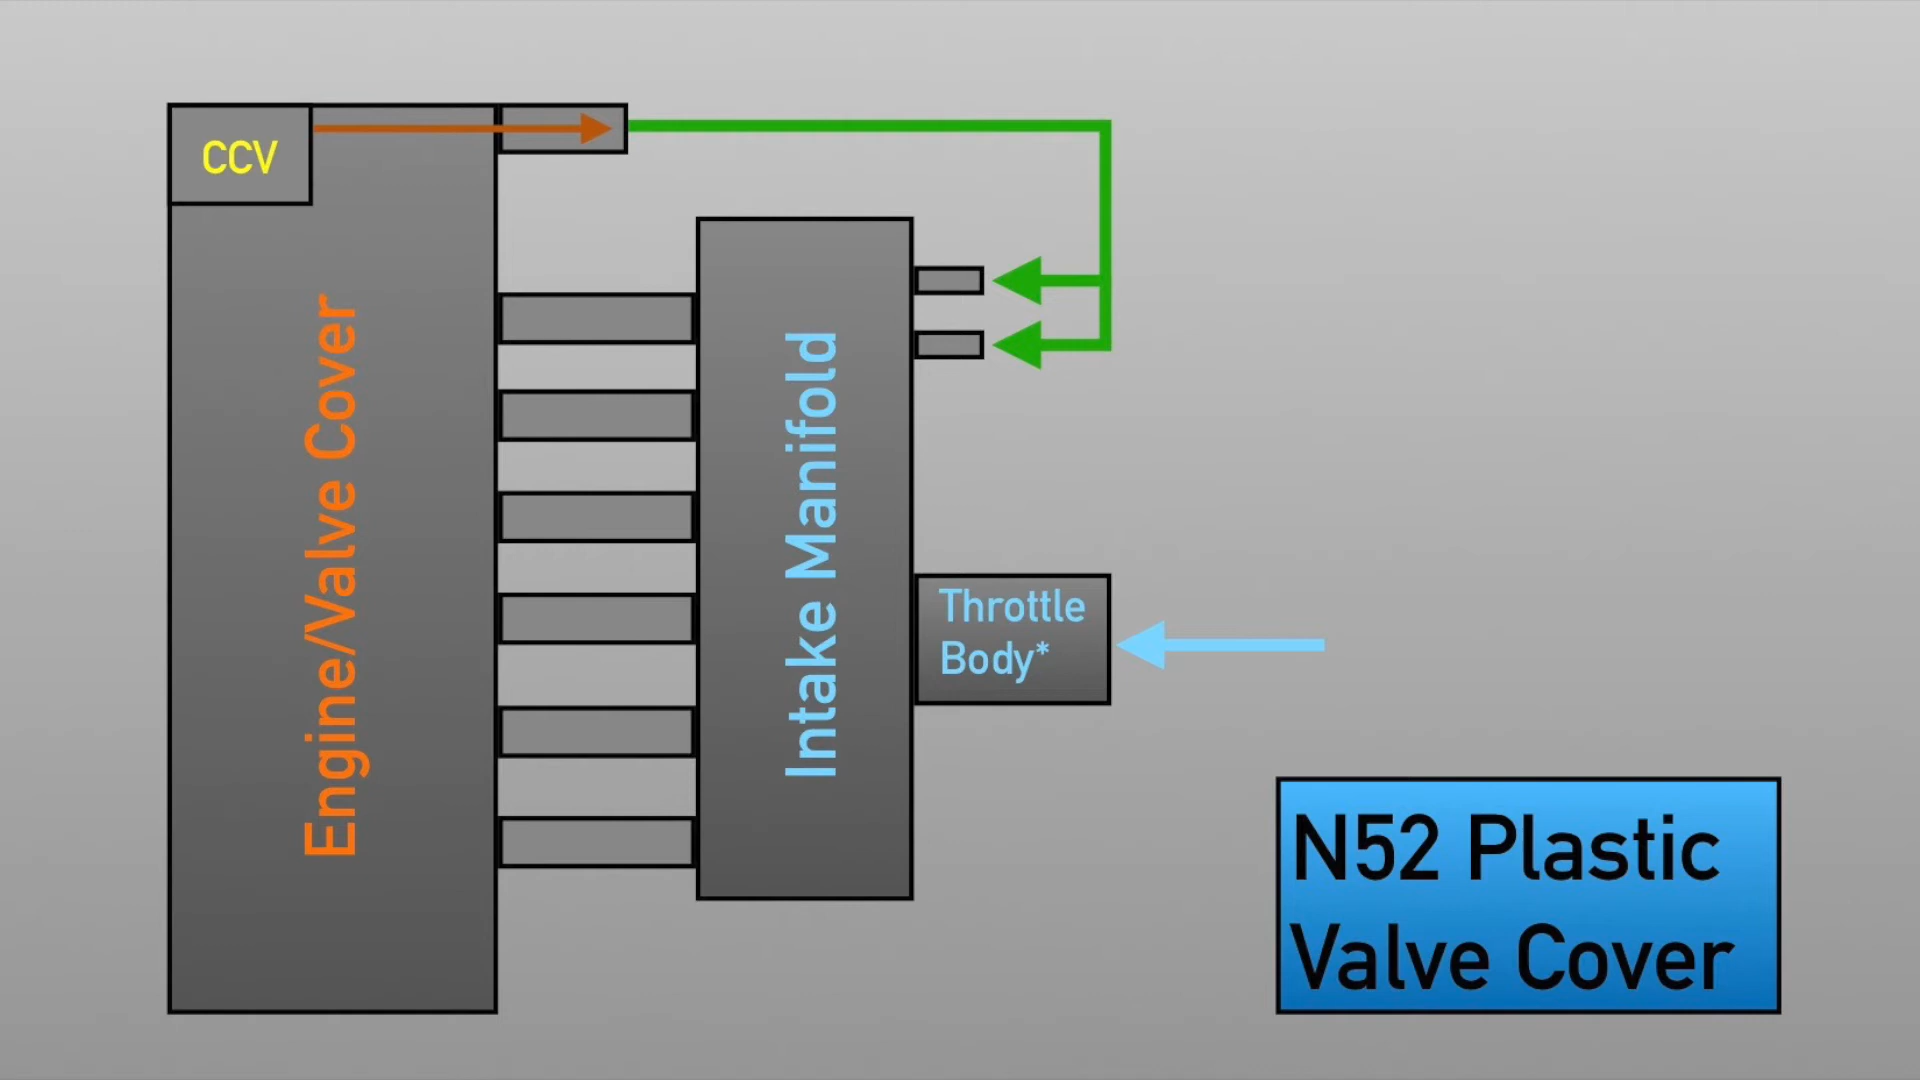 CCV
Engine/Valve Cover
Intake Manifold
Throttle
Body*
N52 Plastic
Valve Cover